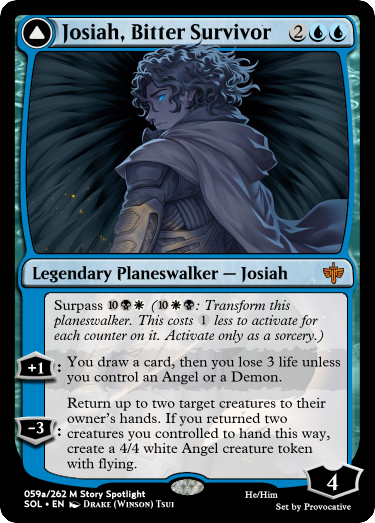 Josiah, Bitter Survivor 2
Legendary Planeswalker — Josiah
Surpass 10 (10: Transform this
planeswalker. This costs 1 less to activate for
each counter on it. Activate only as a sorcery.)
+1: You draw a card, then you lose 3 life unless
you control an Angel or a Demon.
-3: Return up to two target creatures to their
owner's hands. If you returned two
creatures you controlled to hand this way,
create a 4/4 white Angel creature token
with flying.
4
059a/262 M Story Spotlight
SOL • EN Drake (Winson) Tsui
He/Him
Set by Provocative